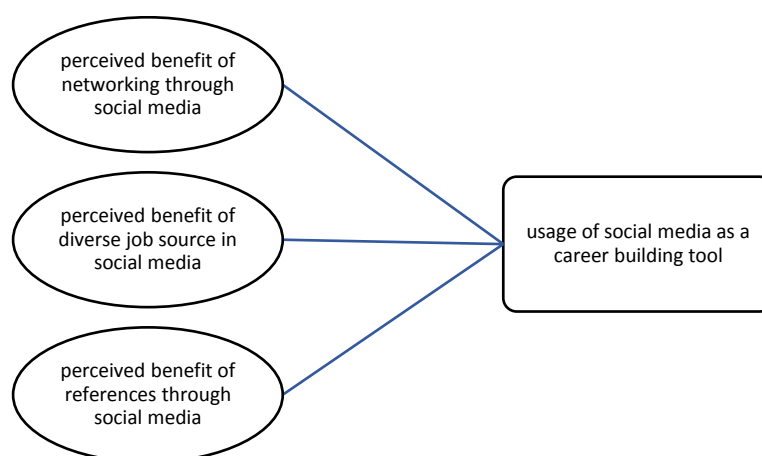 perceived benefit of
networking through
social media
perceived benefit of
diverse job source in
social media
perceived benefit of
references through
social media
usage of social media as a
career building tool